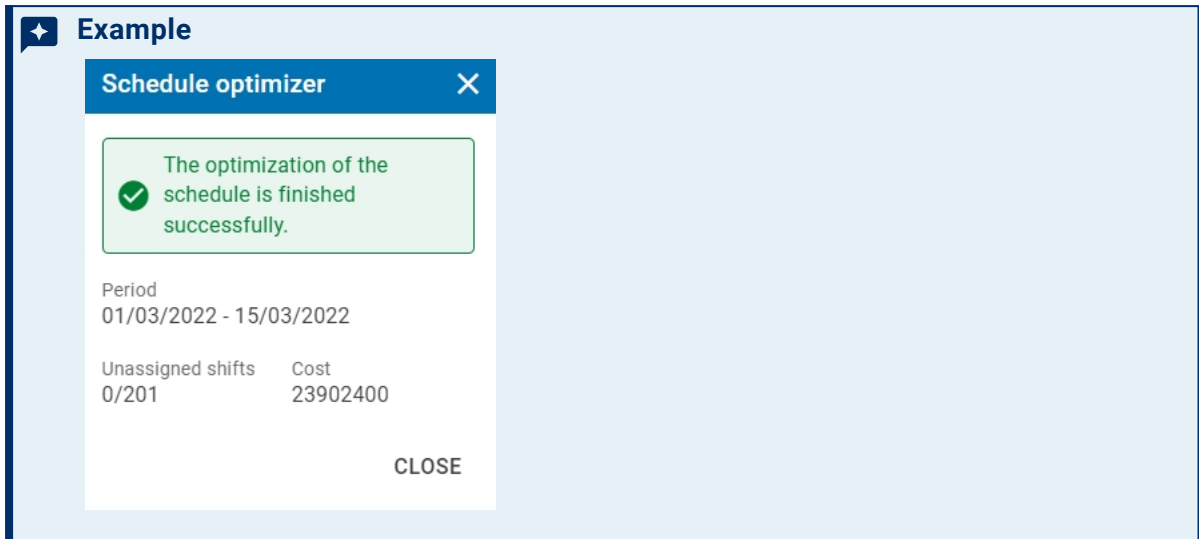 Example
Schedule optimizer
The optimization of the
schedule is finished
successfully.
Period
01/03/2022 - 15/03/2022
Unassigned shifts Cost
0/201 23902400
CLOSE